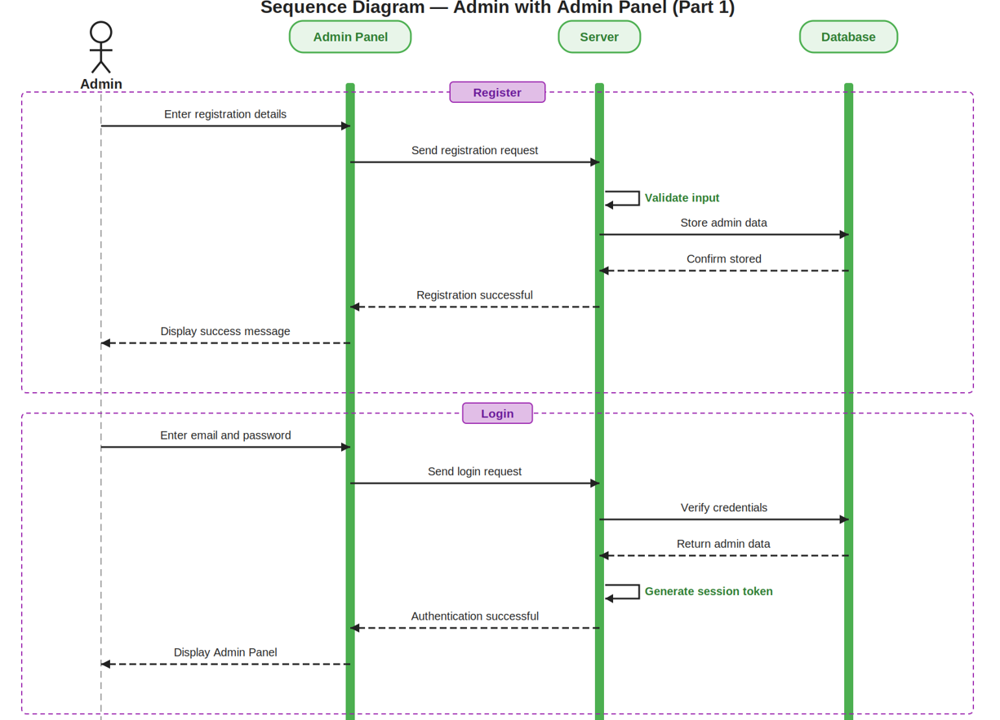 Sequence Diagram — Admin with Admin Panel (Part 1)
Admin Panel
Server
Database
Admin
Register
Enter registration details
Send registration request
Validate input
Store admin data
Confirm stored
Registration successful
Display success message
Login
Enter email and password
Send login request
Verify credentials
Return admin data
Generate session token
Authentication successful
Display Admin Panel